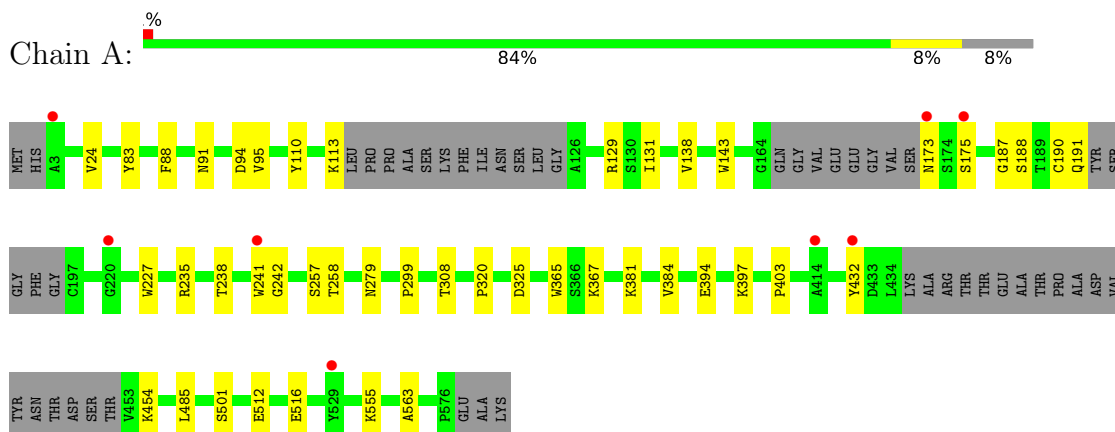 .%
Chain A:
84% 8% 8%
MET HIS A3 V24 Y83 F88 N91 D94 V95 Y110 K113 LEU PRO PRO ALA SER LYS PHE ILE ASN SER LEU GLY A126 R129 S130 I131 V138 W143 G164 GLN GLY VAL GLU GLU GLY VAL SER N173 S174 S175 G187 S188 T189 C190 Q191 TYR SER
GLY PHE GLY C197 G220 W227 R235 T238 W241 G242 S257 T258 N279 P299 T308 P320 D325 W365 S366 K367 K381 V384 E394 K397 P403 A414 Y432 D433 L434 LYS ALA ARG THR THR GLU ALA THR PRO ALA ASP VAL
TYR ASN THR ASP SER THR V453 K454 L485 S501 E512 E516 Y529 K555 A563 P576 GLU ALA LYS